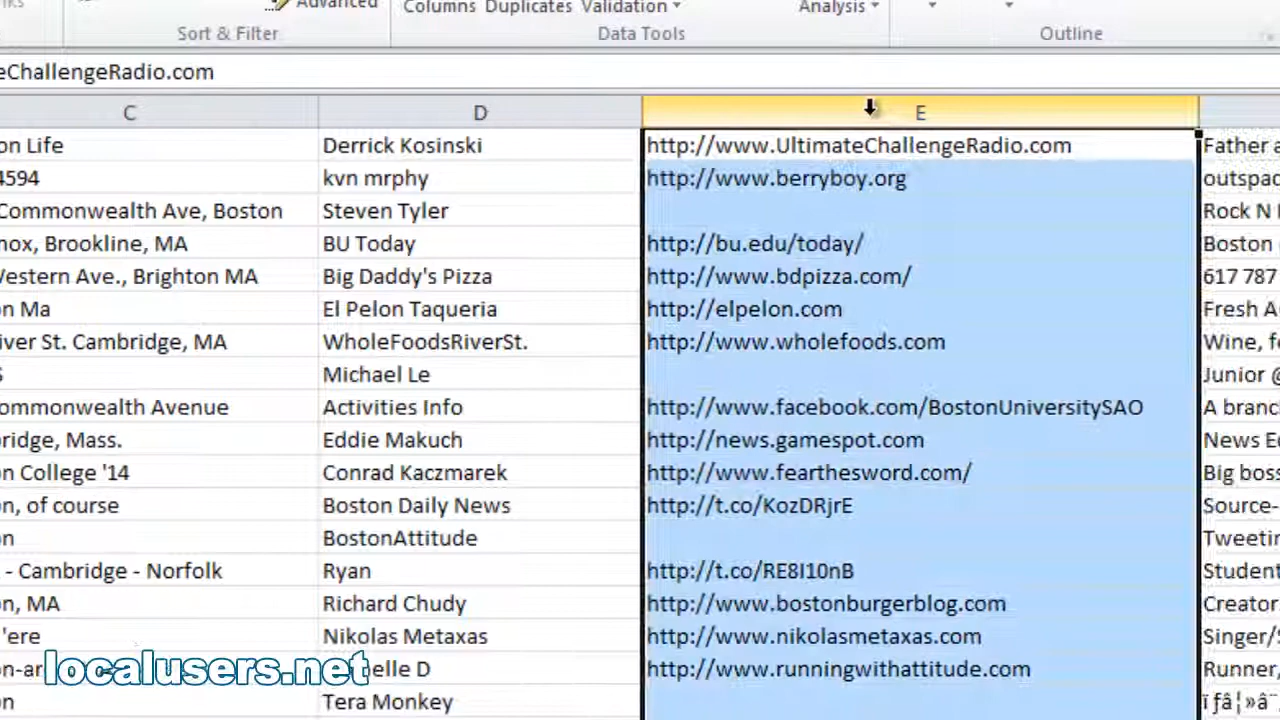 Advanced Columns Duplicates Validation Analysis
Sort & Filter Data Tools Outline
eChallengeRadio.com
C D E
on Life Derrick Kosinski http://www.UltimateChallengeRadio.com Father a
4594 kvn mrphy http://www.berryboy.org outspac
Commonwealth Ave, Boston Steven Tyler Rock N
nox, Brookline, MA BU Today http://bu.edu/today/ Boston
Western Ave., Brighton MA Big Daddy's Pizza http://www.bdpizza.com/ 617 787
on Ma El Pelon Taqueria http://elpelon.com Fresh A
iver St. Cambridge, MA WholeFoodsRiverSt. http://www.wholefoods.com Wine, fo
S Michael Le Junior @
ommonwealth Avenue Activities Info http://www.facebook.com/BostonUniversitySAO A branc
ridge, Mass. Eddie Makuch http://news.gamespot.com News Ed
on College '14 Conrad Kaczmarek http://www.fearthesword.com/ Big boss
n, of course Boston Daily News http://t.co/KozDRjrE Source-
on BostonAttitude Tweetin
- Cambridge - Norfolk Ryan http://t.co/RE8I10nB Student
n, MA Richard Chudy http://www.bostonburgerblog.com Creator
'ere Nikolas Metaxas http://www.nikolasmetaxas.com Singer/S
on-ar elle D http://www.runningwithattitude.com Runner,
localusers.net
on Tera Monkey